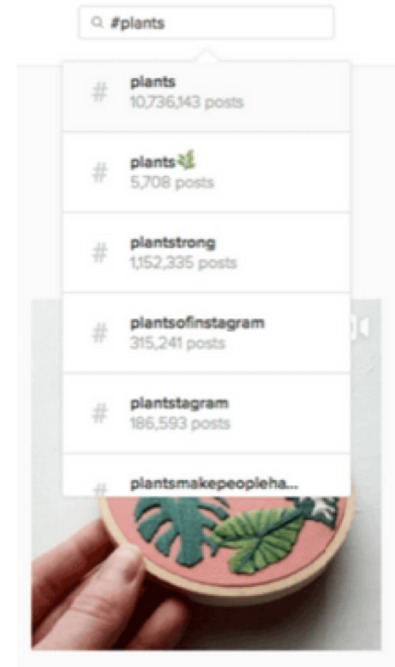 #plants
# plants
10,736,143 posts
# plants🌿
5,708 posts
# plantstrong
1,152,335 posts
# plantsofinstagram
315,241 posts
# plantstagram
186,593 posts
# plantsmakepeopleha...